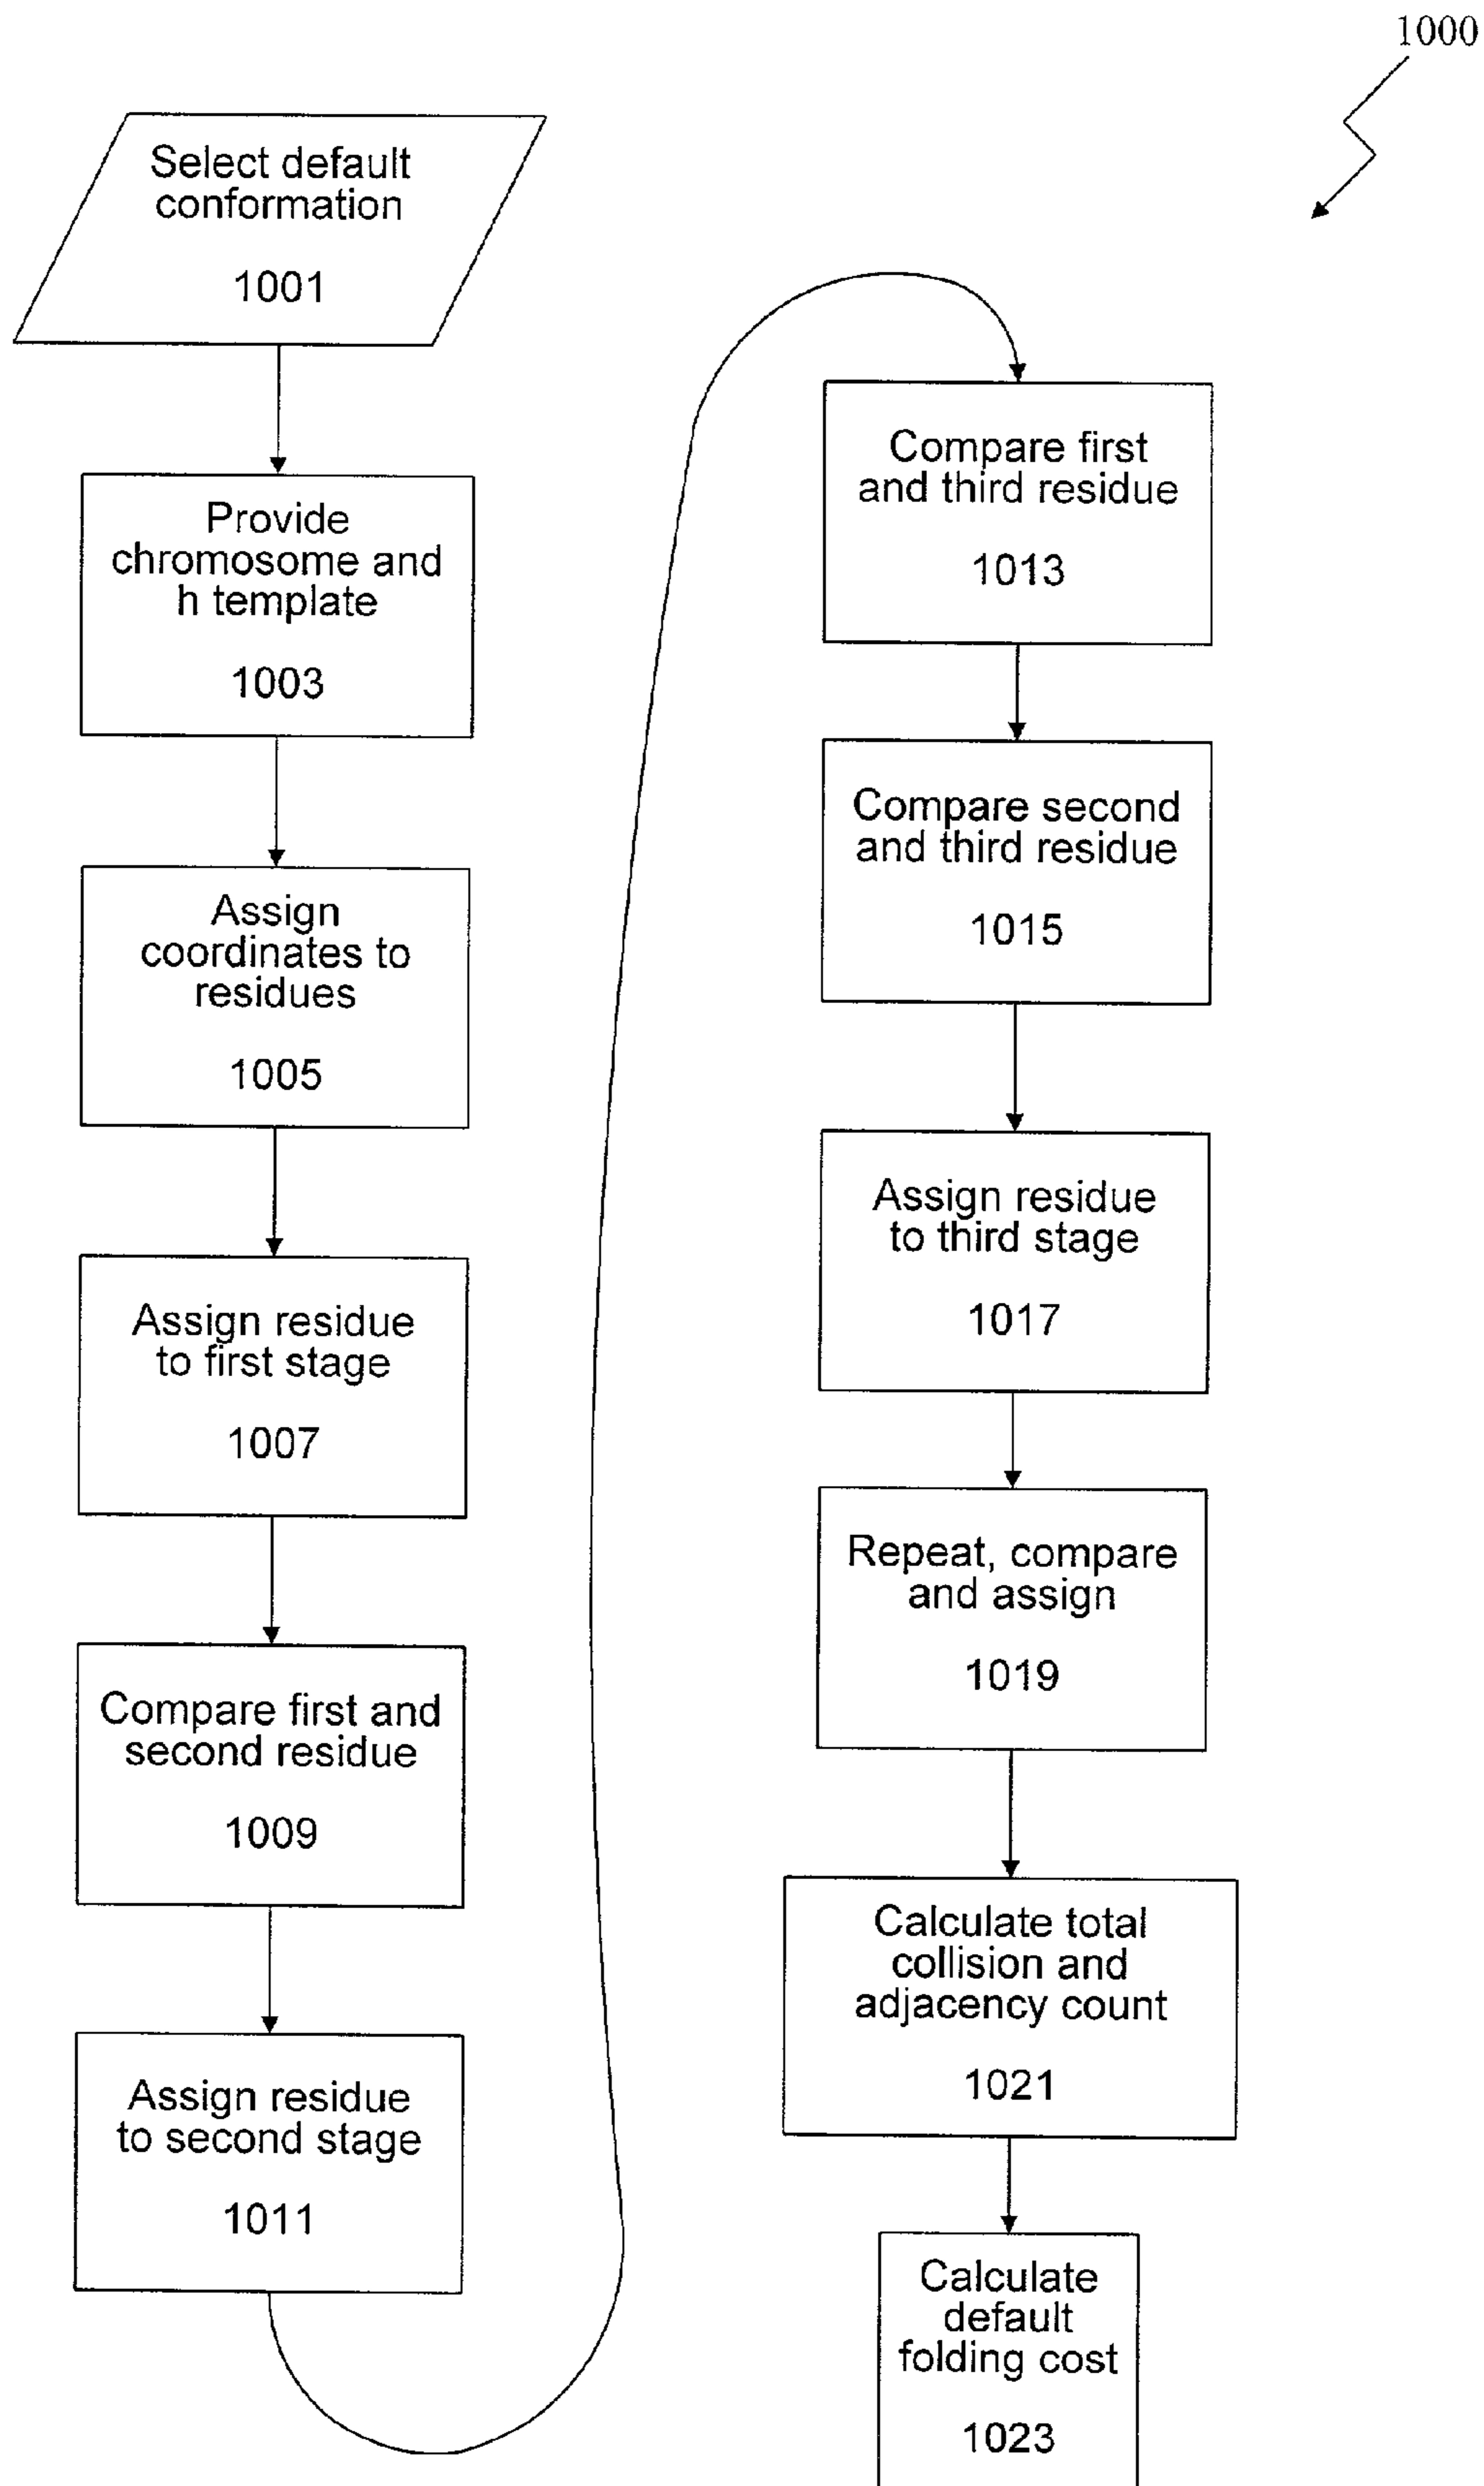 1000
Select default
conformation
1001
Provide
chromosome and
h template
1003
Assign
coordinates to
residues
1005
Assign residue
to first stage
1007
Compare first and
second residue
1009
Assign residue
to second stage
1011
Compare first
and third residue
1013
Compare second
and third residue
1015
Assign residue
to third stage
1017
Repeat, compare
and assign
1019
Calculate total
collision and
adjacency count
1021
Calculate
default
folding cost
1023